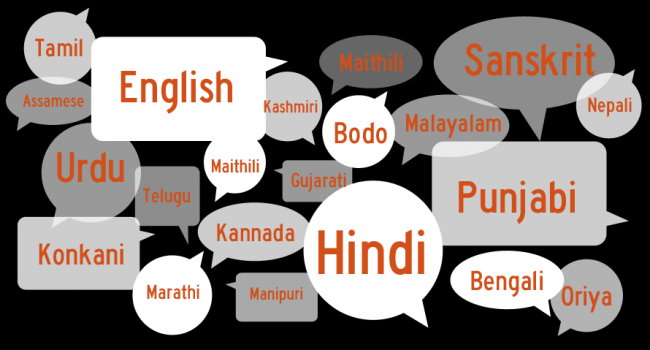 Tamil
English
Maithili
Sanskrit
Assamese
Kashmiri
Nepali
Bodo
Malayalam
Urdu
Maithili
Telugu
Gujarati
Punjabi
Konkani
Kannada
Hindi
Marathi
Manipuri
Bengali
Oriya